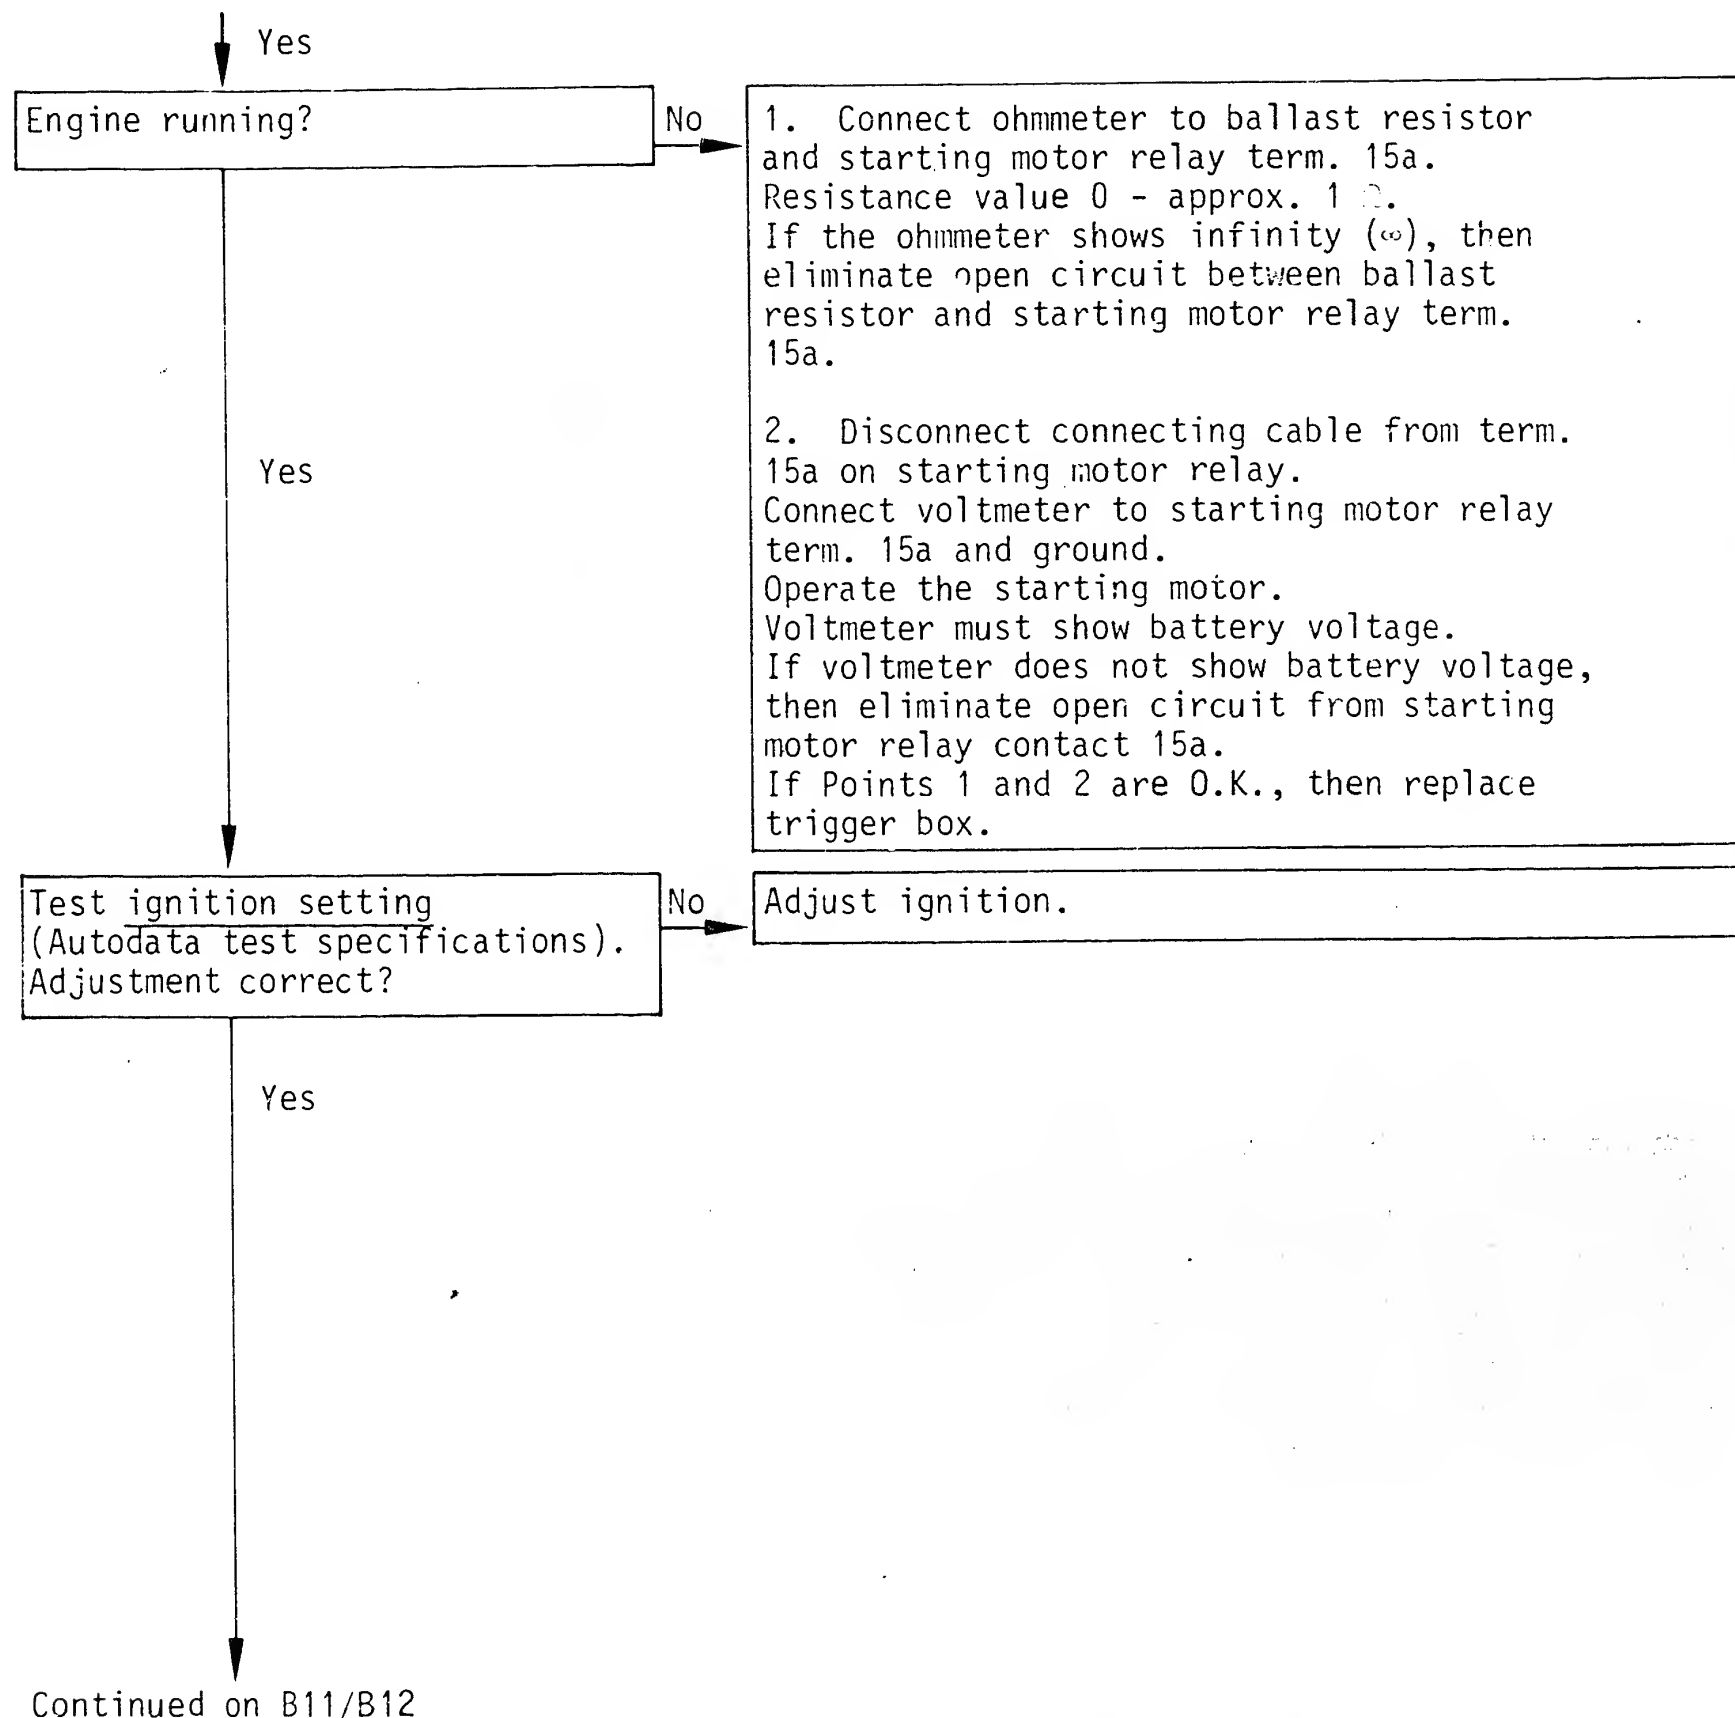 Yes
Engine running?
No
1. Connect ohmmeter to ballast resistor
and starting motor relay term. 15a.
Resistance value 0 - approx. 1 Ω.
If the ohmmeter shows infinity (∞), then
eliminate open circuit between ballast
resistor and starting motor relay term.
15a.
2. Disconnect connecting cable from term.
15a on starting motor relay.
Connect voltmeter to starting motor relay
term. 15a and ground.
Operate the starting motor.
Voltmeter must show battery voltage.
If voltmeter does not show battery voltage,
then eliminate open circuit from starting
motor relay contact 15a.
If Points 1 and 2 are O.K., then replace
trigger box.
Yes
Test ignition setting
(Autodata test specifications).
Adjustment correct?
No
Adjust ignition.
Yes
Continued on B11/B12